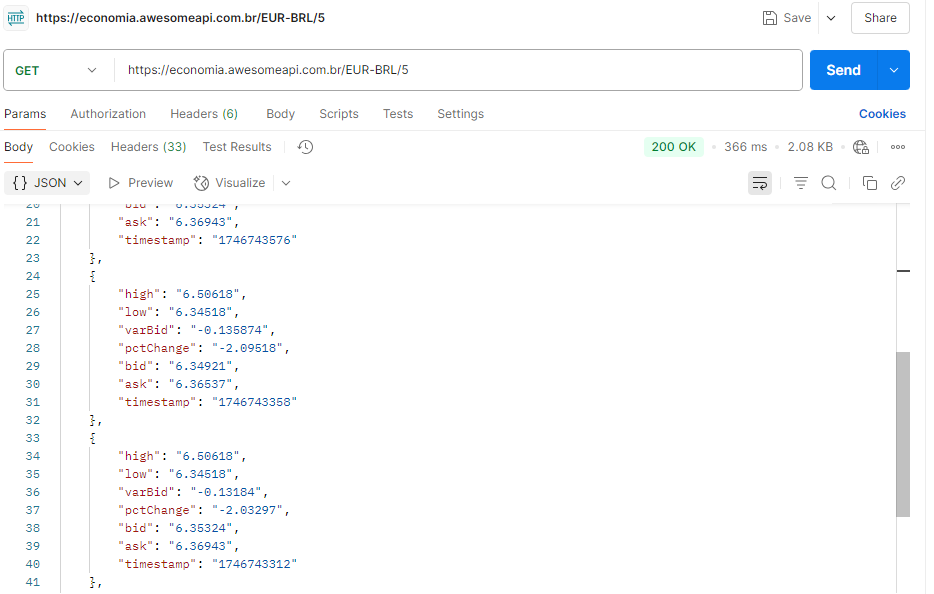 HTTP https://economia.awesomeapi.com.br/EUR-BRL/5 Save Share
GET https://economia.awesomeapi.com.br/EUR-BRL/5 Send
Params Authorization Headers (6) Body Scripts Tests Settings Cookies
Body Cookies Headers (33) Test Results 200 OK • 366 ms • 2.08 KB •
{} JSON Preview Visualize
20 "bid": "6.35324",
21 "ask": "6.36943",
22 "timestamp": "1746743576"
23 },
24 {
25 "high": "6.50618",
26 "low": "6.34518",
27 "varBid": "-0.135874",
28 "pctChange": "-2.09518",
29 "bid": "6.34921",
30 "ask": "6.36537",
31 "timestamp": "1746743358"
32 },
33 {
34 "high": "6.50618",
35 "low": "6.34518",
36 "varBid": "-0.13184",
37 "pctChange": "-2.03297",
38 "bid": "6.35324",
39 "ask": "6.36943",
40 "timestamp": "1746743312"
41 },